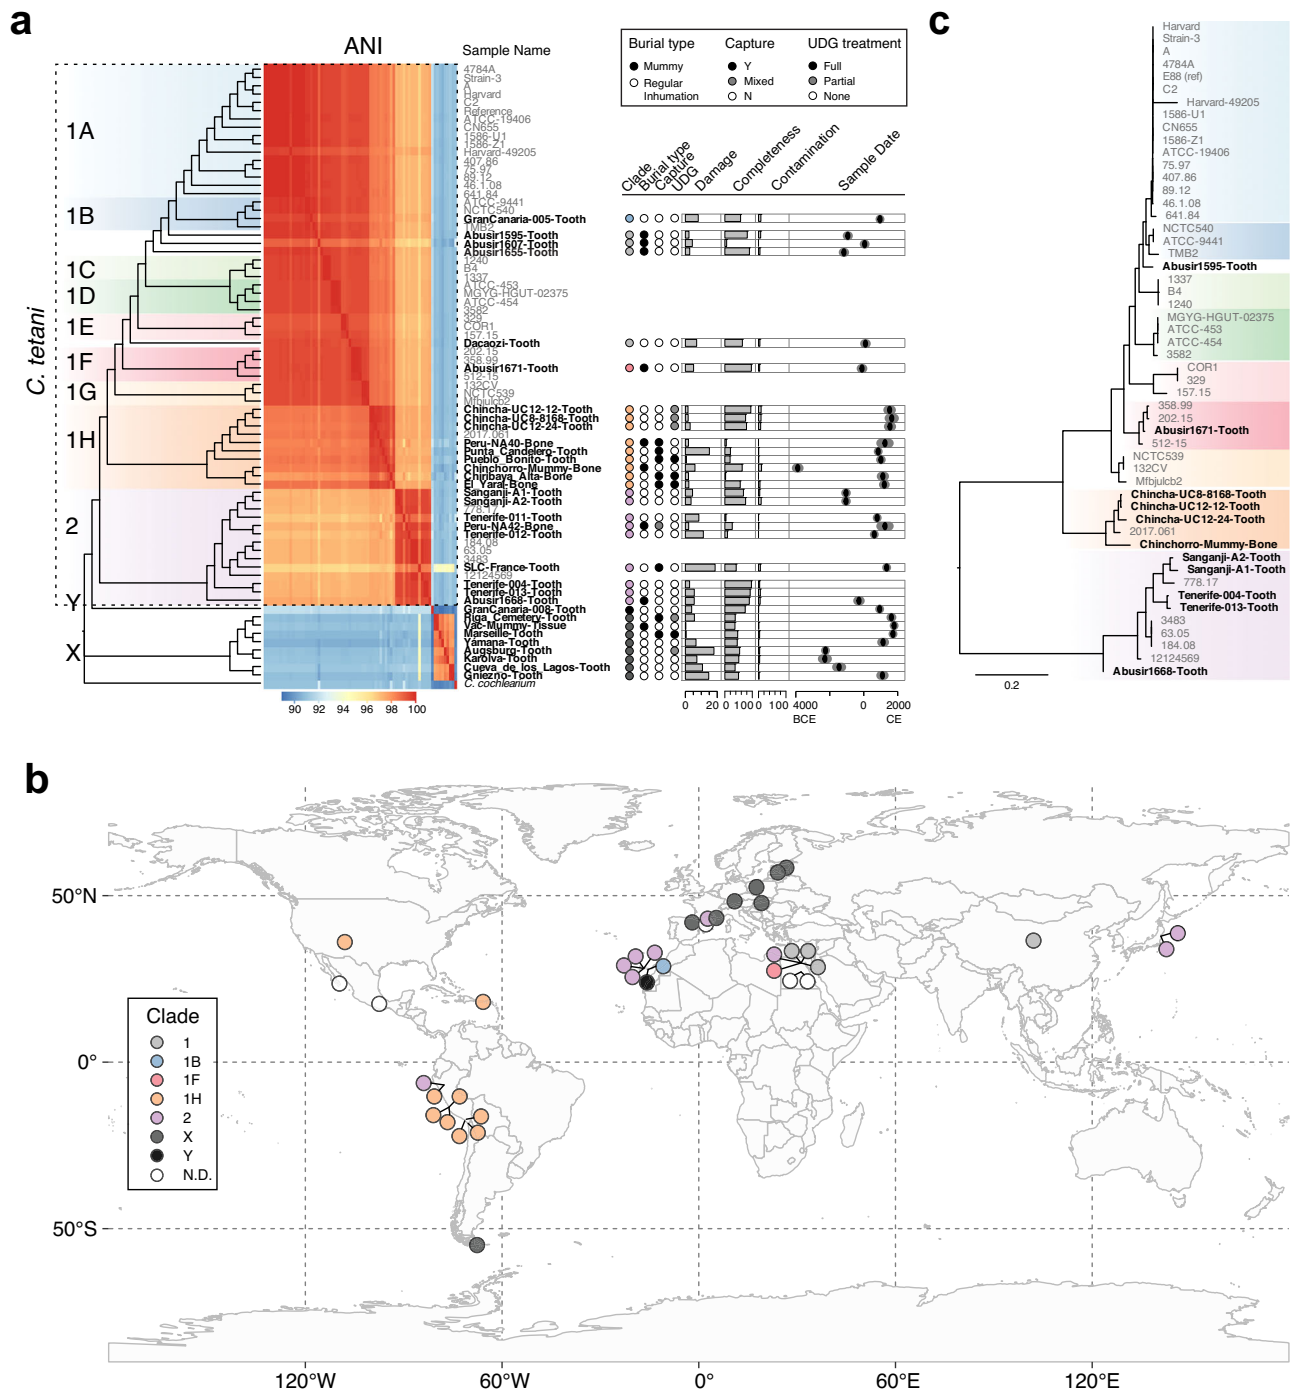 a
ANI
Sample Name
C. tetani
1A
1B
1C
1D
1E
1F
1G
1H
2
Y
X
4784A
Strain-3
A
Harvard
C2
Reference
ATCC-19406
CN655
1586-U1
1586-Z1
Harvard-49205
407.86
75.97
89.12
46.1.08
641.84
ATCC-9441
NCTC540
GranCanaria-005-Tooth
TMB2
Abusir1595-Tooth
Abusir1607-Tooth
Abusir1655-Tooth
1240
B4
1337
ATCC-453
MGYG-HGUT-02375
ATCC-454
3582
329
COR1
157.15
Dacaozi-Tooth
202.15
358.99
Abusir1671-Tooth
512-15
132CV
NCTC539
Mfbjulcb2
Chincha-UC12-12-Tooth
Chincha-UC8-8168-Tooth
Chincha-UC12-24-Tooth
2017.061
Peru-NA40-Bone
Punta_Candelero-Tooth
Pueblo_Bonito-Tooth
Chinchorro-Mummy-Bone
Chiribaya_Alta-Bone
El_Yaral-Bone
Sanganji-A1-Tooth
Sanganji-A2-Tooth
778.17
Tenerife-011-Tooth
Peru-NA42-Bone
Tenerife-012-Tooth
184.08
63.05
3483
SLC-France-Tooth
12124569
Tenerife-004-Tooth
Tenerife-013-Tooth
Abusir1668-Tooth
GranCanaria-008-Tooth
Riga_Cemetery-Tooth
Vac-Mummy-Tissue
Marseille-Tooth
Yámana-Tooth
Augsburg-Tooth
Karolva-Tooth
Cueva_de_los_Lagos-Tooth
Gniezno-Tooth
C. cochlearium
90 92 94 96 98 100
Burial type Capture UDG treatment
Mummy Y Full
Regular Inhumation Mixed Partial
N None
Clade
Burial type
Capture
UDG
Damage
Completeness
Contamination
Sample Date
0 20 0 100 0 100 4000 0 2000
BCE CE
c
Harvard
Strain-3
A
4784A
E88 (ref)
C2
Harvard-49205
1586-U1
CN655
1586-Z1
ATCC-19406
75.97
407.86
89.12
46.1.08
641.84
NCTC540
ATCC-9441
TMB2
Abusir1595-Tooth
1337
B4
1240
MGYG-HGUT-02375
ATCC-453
ATCC-454
3582
COR1
329
157.15
358.99
202.15
Abusir1671-Tooth
512-15
NCTC539
132CV
Mfbjulcb2
Chincha-UC8-8168-Tooth
Chincha-UC12-12-Tooth
Chincha-UC12-24-Tooth
2017.061
Chinchorro-Mummy-Bone
Sanganji-A2-Tooth
Sanganji-A1-Tooth
778.17
Tenerife-004-Tooth
Tenerife-013-Tooth
3483
63.05
184.08
12124569
Abusir1668-Tooth
0.2
b
50°N
0°
50°S
Clade
1
1B
1F
1H
2
X
Y
N.D.
120°W 60°W 0° 60°E 120°E